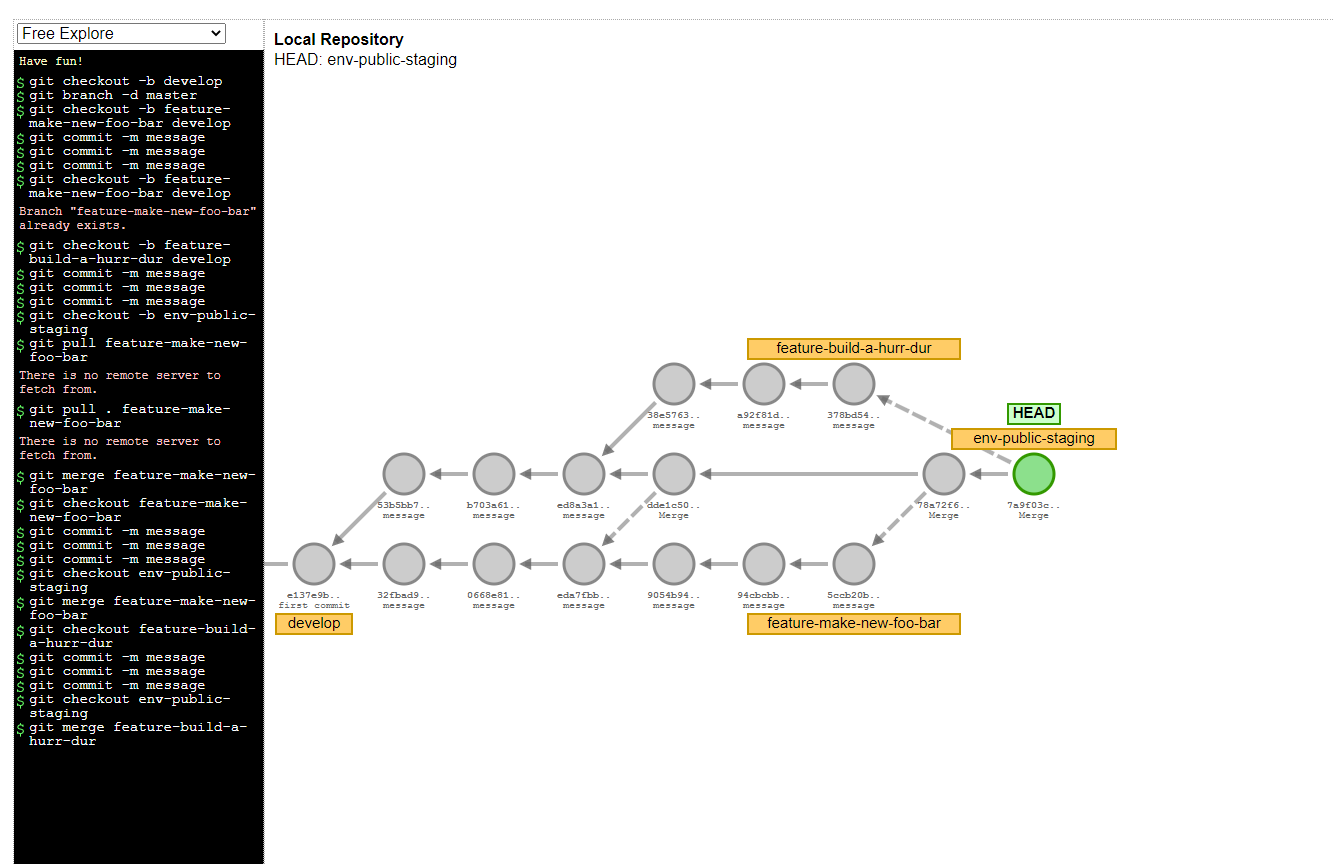 Free Explore
Have fun!
$ git checkout -b develop
$ git branch -d master
$ git checkout -b feature-
make-new-foo-bar develop
$ git commit -m message
$ git commit -m message
$ git commit -m message
$ git checkout -b feature-
make-new-foo-bar develop
Branch "feature-make-new-foo-bar"
already exists.
$ git checkout -b feature-
build-a-hurr-dur develop
$ git commit -m message
$ git commit -m message
$ git commit -m message
$ git checkout -b env-public-
staging
$ git pull feature-make-new-
foo-bar
There is no remote server to
fetch from.
$ git pull . feature-make-
new-foo-bar
There is no remote server to
fetch from.
$ git merge feature-make-new-
foo-bar
$ git checkout feature-make-
new-foo-bar
$ git commit -m message
$ git commit -m message
$ git commit -m message
$ git checkout env-public-
staging
$ git merge feature-make-new-
foo-bar
$ git checkout feature-build-
a-hurr-dur
$ git commit -m message
$ git commit -m message
$ git commit -m message
$ git checkout env-public-
staging
$ git merge feature-build-a-
hurr-dur
Local Repository
HEAD: env-public-staging
feature-build-a-hurr-dur
38e5763..
message
a92f81d..
message
378bd54..
message
HEAD
env-public-staging
53b5bb7..
message
b703a61..
message
ed8a3a1..
message
dde1c50..
Merge
78a72f6..
Merge
7a9f03c..
Merge
e137e9b..
first commit
32fbad9..
message
0668e81..
message
eda7fbb..
message
9054b94..
message
94cbcbb..
message
5ccb20b..
message
develop
feature-make-new-foo-bar